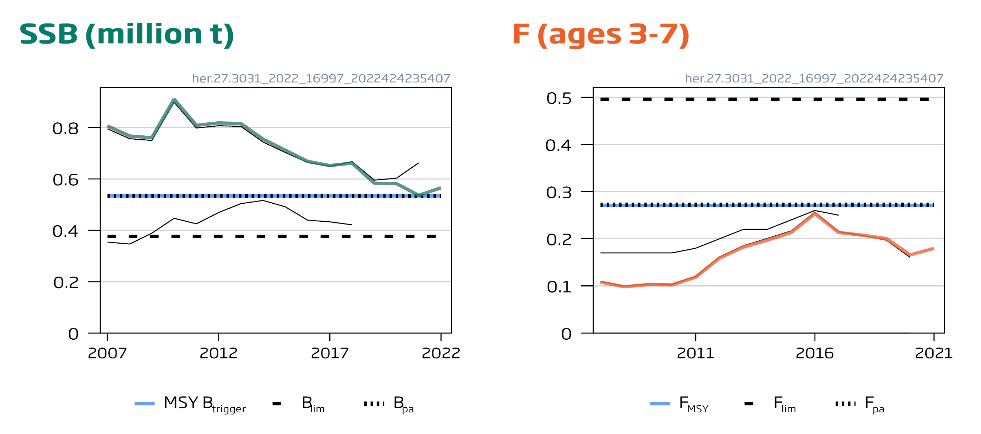 SSB (million t)
her.27.3031_2022_16997_2022424235407
0.8
0.6
0.4
0.2
0
2007 2012 2017 2022
MSY Btrigger Blim Bpa
F (ages 3-7)
her.27.3031_2022_16997_2022424235407
0.5
0.4
0.3
0.2
0.1
0
2011 2016 2021
FMSY Flim Fpa